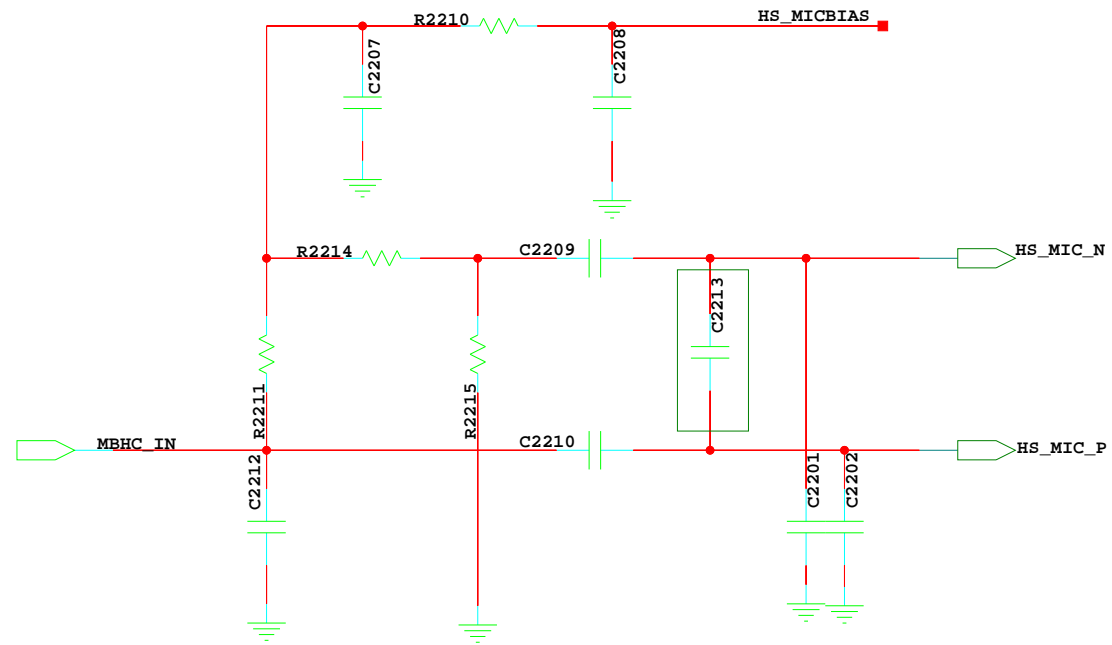 R2210
HS_MICBIAS
C2207
C2208
R2214
C2209
HS_MIC_N
C2213
R2211
R2215
MBHC_IN
C2210
HS_MIC_P
C2212
C2201
C2202